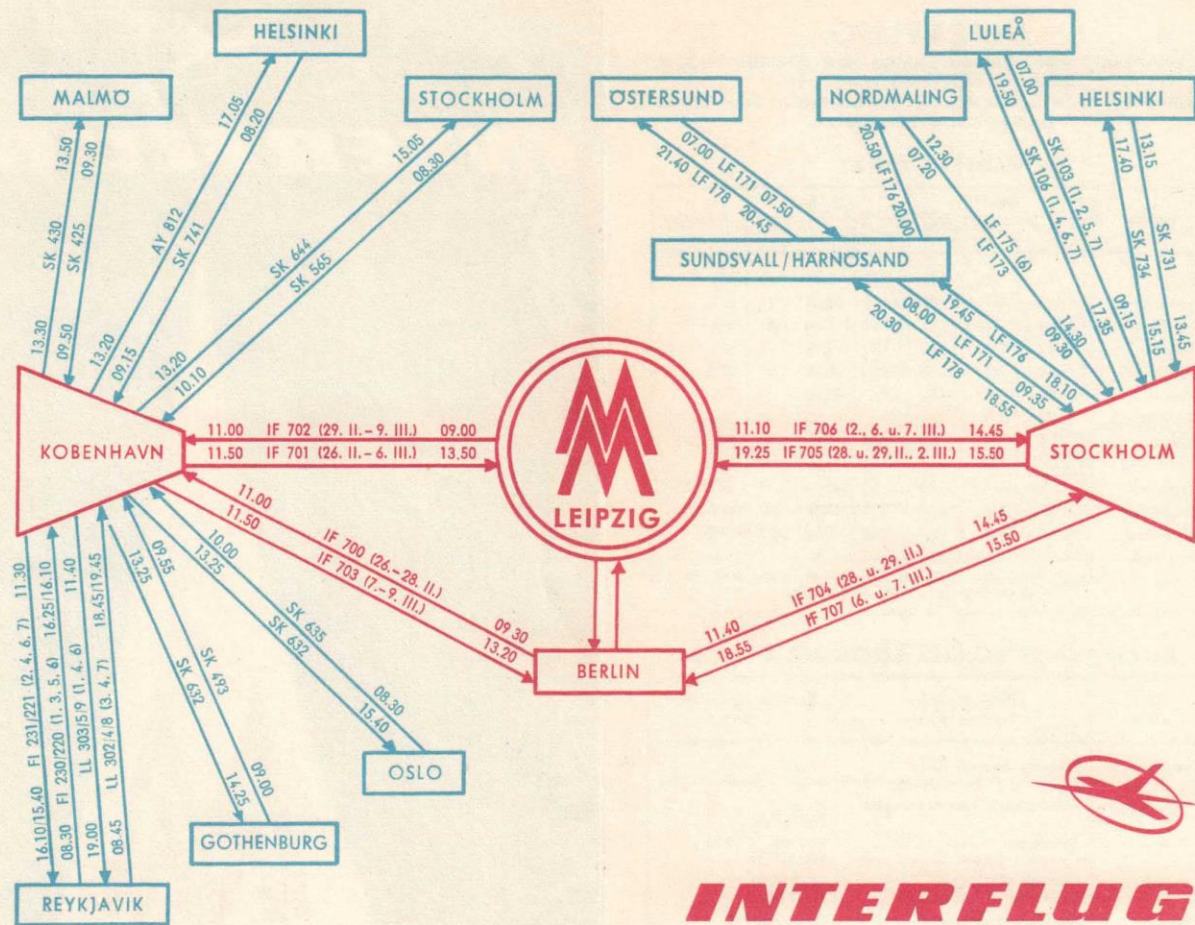 HELSINKI
MALMÖ
STOCKHOLM
ÖSTERSUND
NORDMALING
LULEÅ
HELSINKI
13.50
09.30
SK 430
SK 425
13.30
09.50
17.05
08.20
AY 812
SK 741
13.20
09.15
15.05
08.30
SK 644
SK 565
13.20
10.10
07.00 LF 171 07.50
21.40 LF 178 20.45
20.50 LF 176 20.00
12.30
07.20
LF 175 (6)
LF 173
14.30
09.30
07.00
19.50
SK 103 (1, 2, 5, 7)
SK 106 (1, 4, 6, 7)
09.15
17.35
13.15
17.40
SK 731
SK 734
13.45
15.15
SUNDSVALL/HÄRNÖSAND
19.45 LF 176 18.10
08.00 LF 171 09.35
20.30 LF 178 18.55
KOBENHAVN
11.00 IF 702 (29. II. – 9. III.) 09.00
11.50 IF 701 (26. II. – 6. III.) 13,50
MM
LEIPZIG
11.10 IF 706 (2., 6. u. 7. III.) 14.45
19.25 IF 705 (28. u. 29. II., 2. III.) 15.50
STOCKHOLM
11.00 IF 700 (26. – 28. II.) 09 30
11.50 IF 703 (7. – 9. III.) 13.20
11.40 IF 704 (28. u. 29. II.) 14.45
18.55 IF 707 (6. u. 7. III.) 15.50
BERLIN
10.00 SK 635 08.30
13.25 SK 632 15.40
OSLO
09.55 SK 493 09.00
13.25 SK 632 14.25
GOTHENBURG
16.10/15.40 FI 231/221 (2, 4, 6, 7) 11.30
08.30 FI 230/220 (1, 3, 5, 6) 16.25/16.10
19.00 LL 303/5/9 (1, 4, 6) 11.40
08.45 LL 302/4/8 (3, 4, 7) 18.45/19.45
REYKJAVIK
INTERFLUG